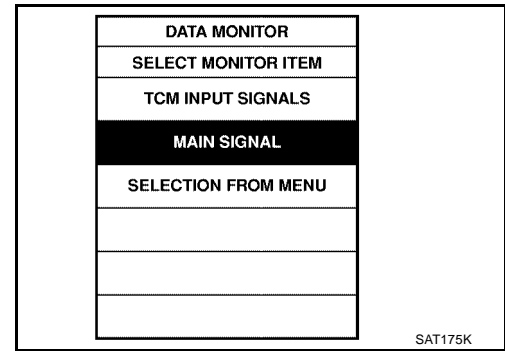 DATA MONITOR
SELECT MONITOR ITEM
TCM INPUT SIGNALS
MAIN SIGNAL
SELECTION FROM MENU
SAT175K